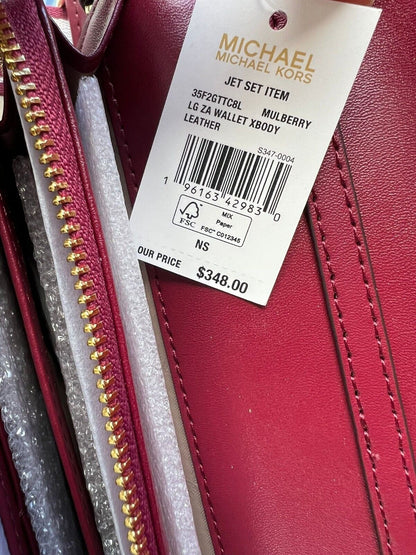 MICHAEL
MICHAEL KORS
JET SET ITEM
35F2GTTC8L MULBERRY
LG ZA WALLET XBODY
LEATHER
S347-0004
1 96163 42983 0
FSC
MIX
Paper
FSC® C012345
NS
OUR PRICE $348.00